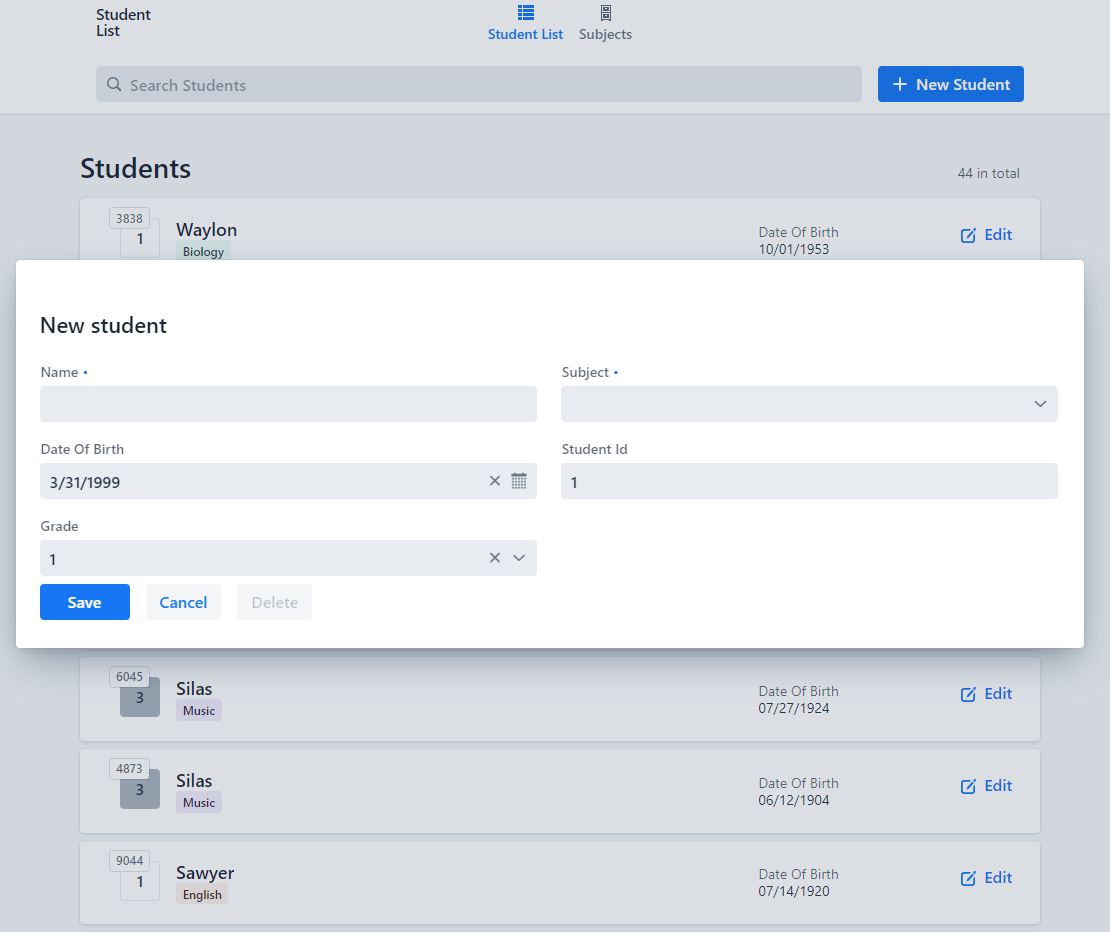 Student
List
Student List
Subjects
Search Students
New Student
Students
44 in total
3838
1
Waylon
Biology
Date Of Birth
10/01/1953
Edit
New student
Name •
Subject •
Date Of Birth
3/31/1999
Student Id
1
Grade
1
Save
Cancel
Delete
6045
3
Silas
Music
Date Of Birth
07/27/1924
Edit
4873
3
Silas
Music
Date Of Birth
06/12/1904
Edit
9044
1
Sawyer
English
Date Of Birth
07/14/1920
Edit